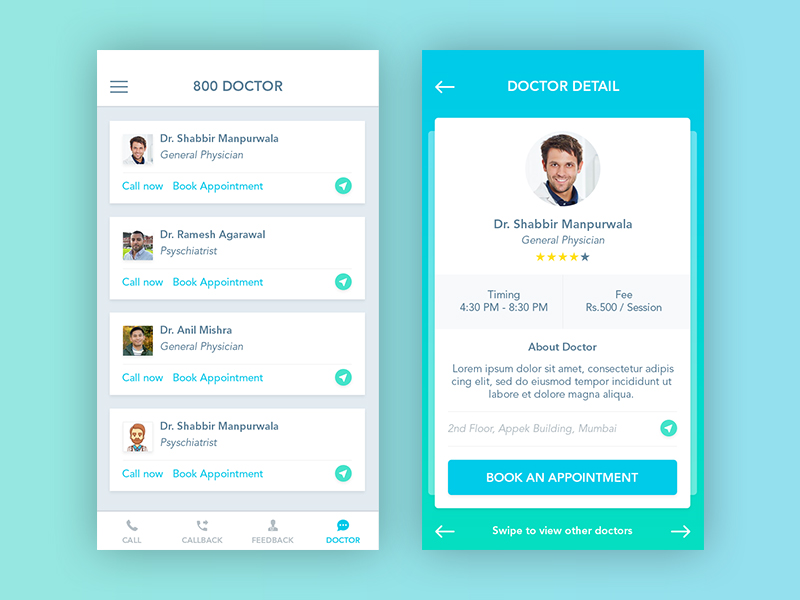 800 DOCTOR
Dr. Shabbir Manpurwala
General Physician
Call now Book Appointment
Dr. Ramesh Agarawal
Psyschiatrist
Call now Book Appointment
Dr. Anil Mishra
General Physician
Call now Book Appointment
Dr. Shabbir Manpurwala
Psyschiatrist
Call now Book Appointment
CALL CALLBACK FEEDBACK DOCTOR
DOCTOR DETAIL
Dr. Shabbir Manpurwala
General Physician
Timing Fee
4:30 PM - 8:30 PM Rs.500 / Session
About Doctor
Lorem ipsum dolor sit amet, consectetur adipis
cing elit, sed do eiusmod tempor incididunt ut
labore et dolore magna aliqua.
2nd Floor, Appek Building, Mumbai
BOOK AN APPOINTMENT
Swipe to view other doctors